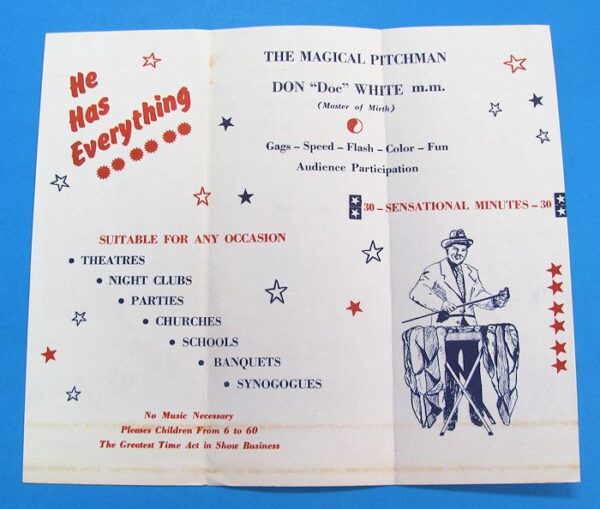 He
Has
Everything
THE MAGICAL PITCHMAN
DON "Doc" WHITE m.m.
(Master of Mirth)
Gags – Speed – Flash – Color – Fun
Audience Participation
30 – SENSATIONAL MINUTES – 30
SUITABLE FOR ANY OCCASION
• THEATRES
• NIGHT CLUBS
• PARTIES
• CHURCHES
• SCHOOLS
• BANQUETS
• SYNOGOGUES
No Music Necessary
Pleases Children From 6 to 60
The Greatest Time Act in Show Business